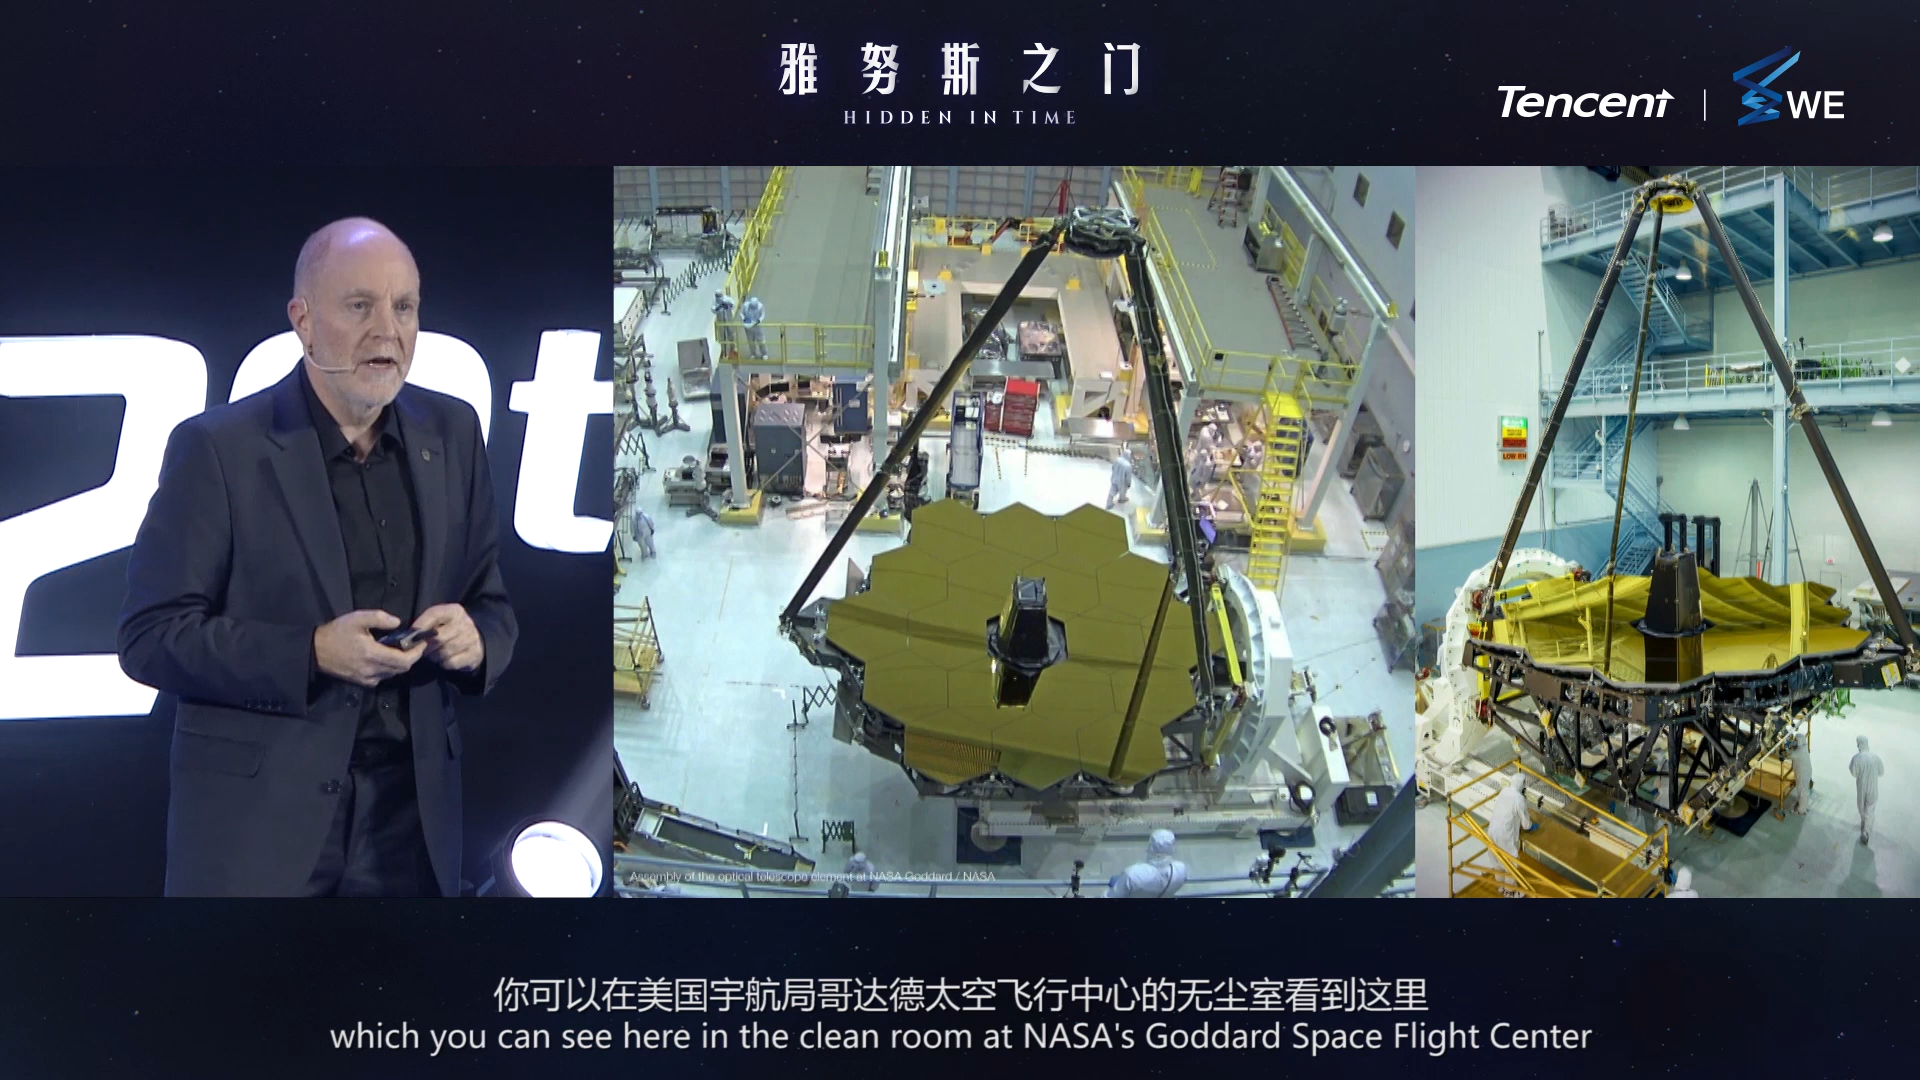 雅努斯之门
HIDDEN IN TIME
Tencent | WE
20t
LOW RH
Assembly of the optical telescope element at NASA Goddard / NASA
你可以在美国宇航局哥达德太空飞行中心的无尘室看到这里
which you can see here in the clean room at NASA's Goddard Space Flight Center